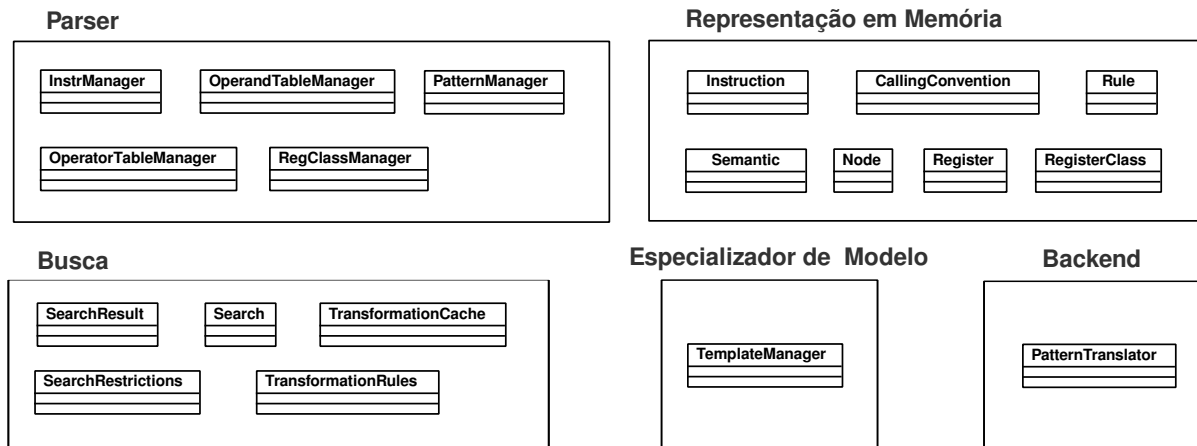 Parser
Representação em Memória
InstrManager
OperandTableManager
PatternManager
OperatorTableManager
RegClassManager
Instruction
CallingConvention
Rule
Semantic
Node
Register
RegisterClass
Busca
Especializador de Modelo
Backend
SearchResult
Search
TransformationCache
SearchRestrictions
TransformationRules
TemplateManager
PatternTranslator